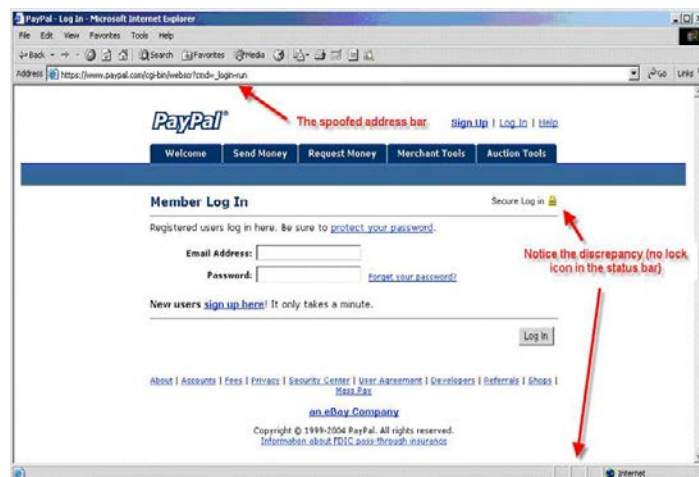 PayPal - Log In - Microsoft Internet Explorer
File Edit View Favorites Tools Help
Back Search Favorites Media
Address https://www.paypal.com/cgi-bin/webscr?cmd=_login-run Go Links
PayPal The spoofed address bar Sign Up | Log In | Help
Welcome Send Money Request Money Merchant Tools Auction Tools
Member Log In Secure Log in
Registered users log in here. Be sure to protect your password.
Email Address:
Password: Forget your password?
Notice the discrepancy (no lock
icon in the status bar)
New users sign up here! It only takes a minute.
Log In
About | Accounts | Fees | Privacy | Security Center | User Agreement | Developers | Referrals | Shops |
Mass Pay
an eBay Company
Copyright © 1999-2004 PayPal. All rights reserved.
Information about FDIC pass-through insurance
Internet